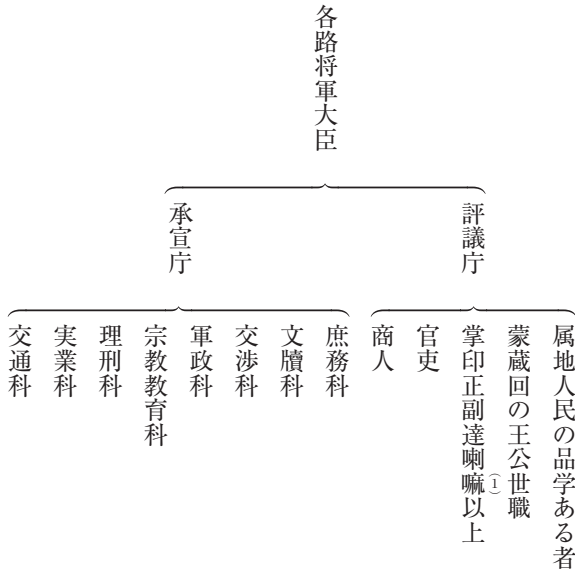 各路将軍大臣
評議庁
属地人民の品学ある者
蒙蔵回の王公世職
掌印正副達喇嘛(1)以上
官吏
商人
承宣庁
庶務科
文牘科
交渉科
軍政科
宗教教育科
理刑科
実業科
交通科